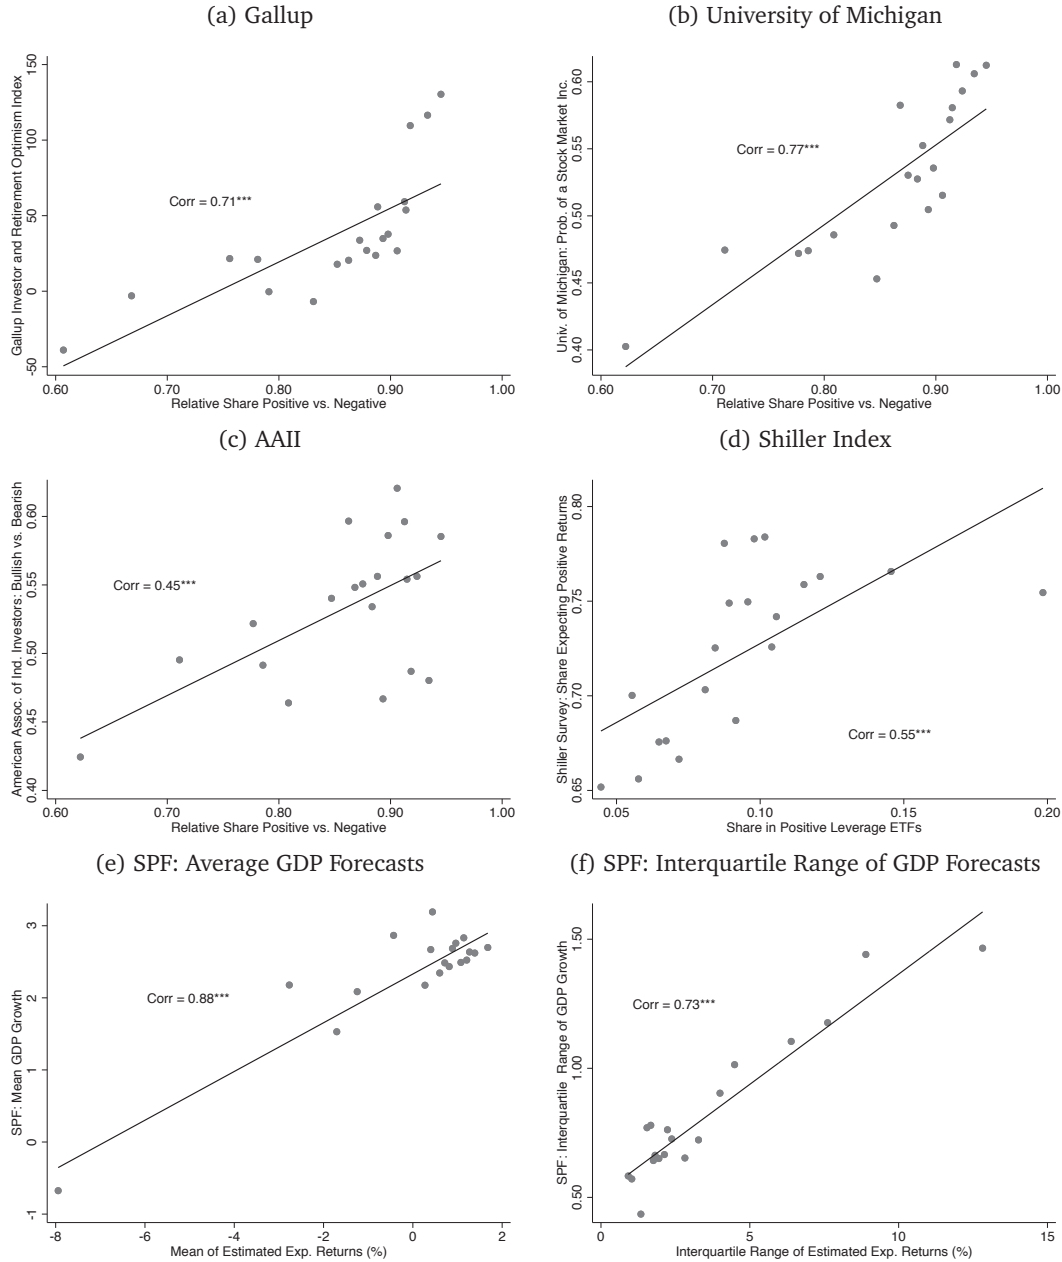 (a) Gallup
Gallup Investor and Retirement Optimism Index
150
100
50
0
-50
Corr = 0.71***
0.60 0.70 0.80 0.90 1.00
Relative Share Positive vs. Negative
(b) University of Michigan
Univ. of Michigan: Prob. of a Stock Market Inc.
0.60
0.55
0.50
0.45
0.40
Corr = 0.77***
0.60 0.70 0.80 0.90 1.00
Relative Share Positive vs. Negative
(c) AAII
American Assoc. of Ind. Investors: Bullish vs. Bearish
0.60
0.55
0.50
0.45
0.40
Corr = 0.45***
0.60 0.70 0.80 0.90 1.00
Relative Share Positive vs. Negative
(d) Shiller Index
Shiller Survey: Share Expecting Positive Returns
0.80
0.75
0.70
0.65
Corr = 0.55***
0.05 0.10 0.15 0.20
Share in Positive Leverage ETFs
(e) SPF: Average GDP Forecasts
SPF: Mean GDP Growth
3
2
1
0
-1
Corr = 0.88***
-8 -6 -4 -2 0 2
Mean of Estimated Exp. Returns (%)
(f) SPF: Interquartile Range of GDP Forecasts
SPF: Interquartile Range of GDP Growth
1.50
1.00
0.50
Corr = 0.73***
0 5 10 15
Interquartile Range of Estimated Exp. Returns (%)